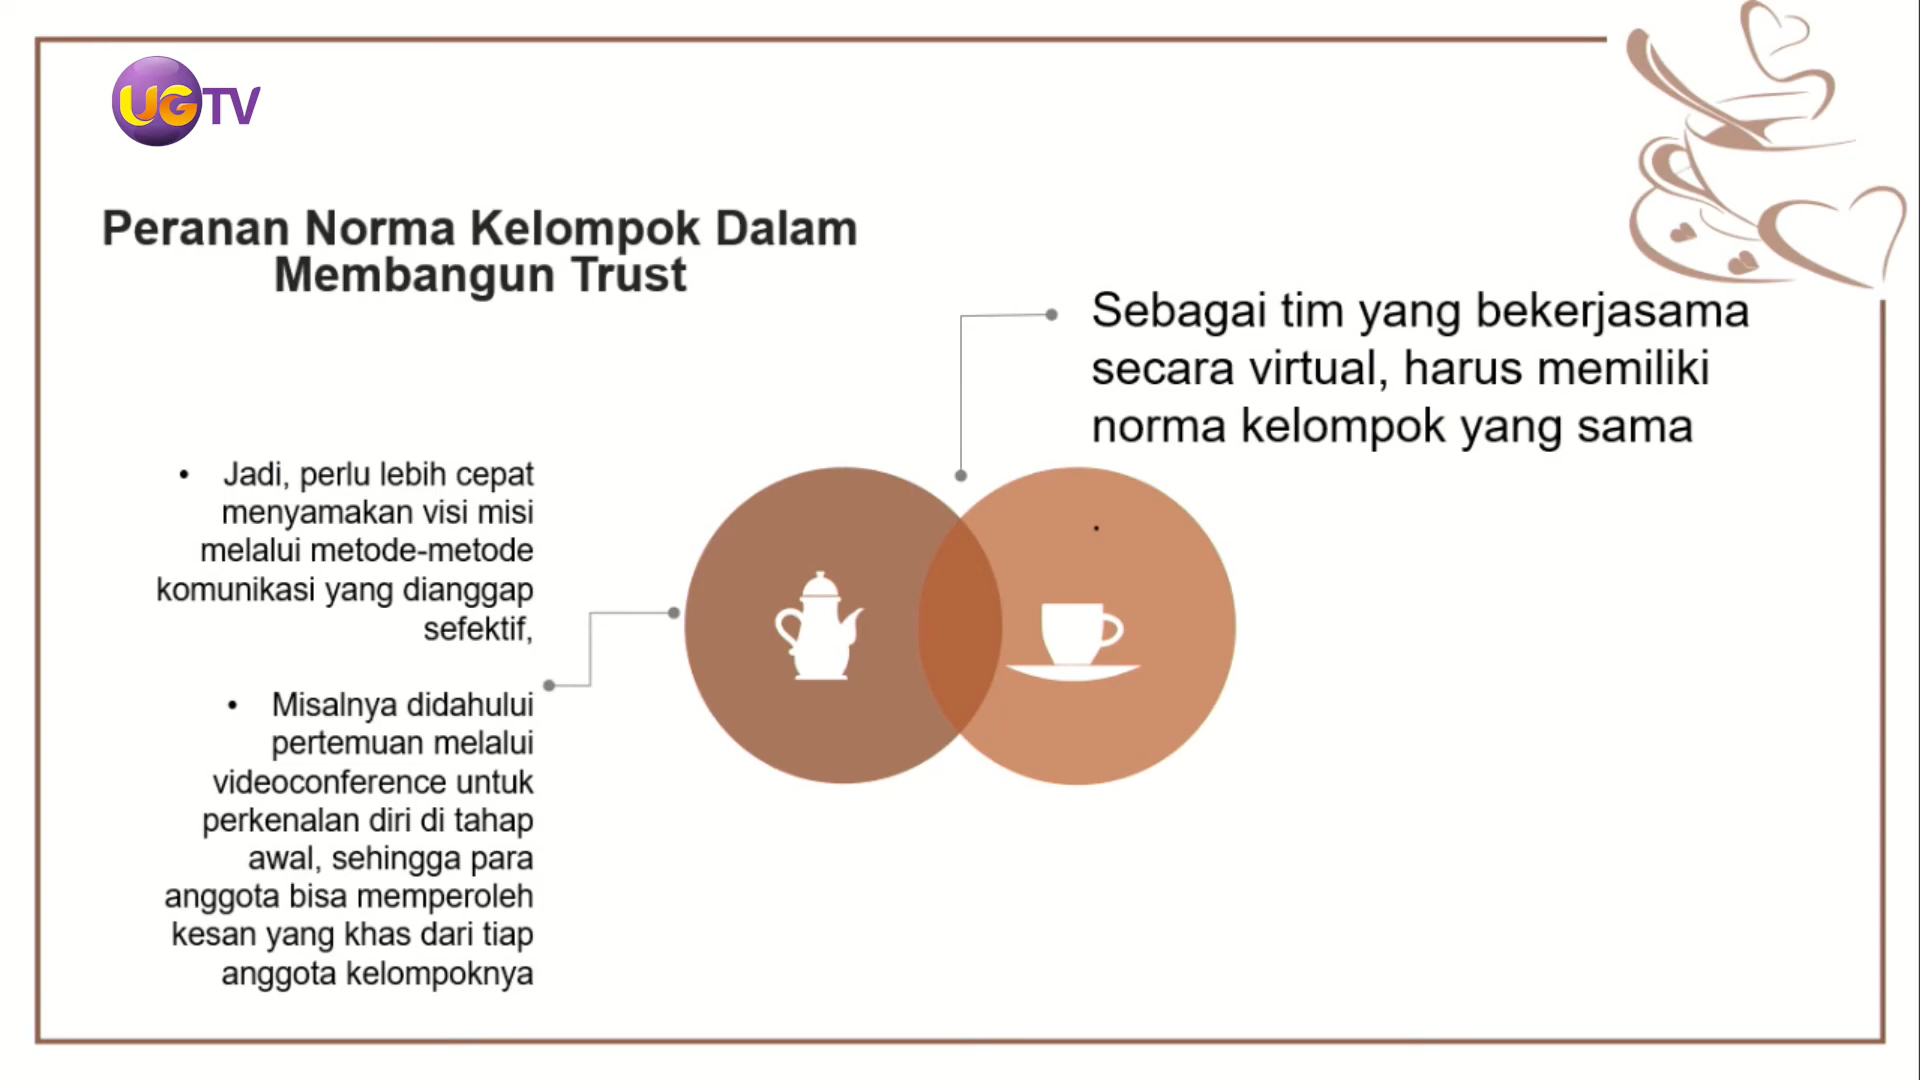 UGTV
Peranan Norma Kelompok Dalam
Membangun Trust
Sebagai tim yang bekerjasama
secara virtual, harus memiliki
norma kelompok yang sama
• Jadi, perlu lebih cepat
menyamakan visi misi
melalui metode-metode
komunikasi yang dianggap
sefektif,
• Misalnya didahului
pertemuan melalui
videoconference untuk
perkenalan diri di tahap
awal, sehingga para
anggota bisa memperoleh
kesan yang khas dari tiap
anggota kelompoknya